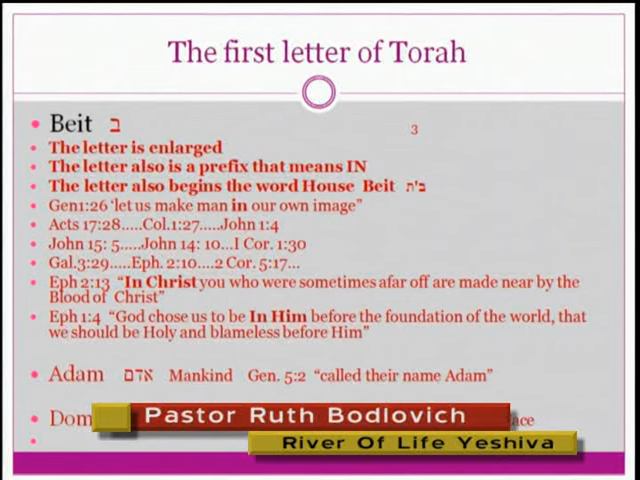 The first letter of Torah
Beit ב
3
The letter is enlarged
The letter also is a prefix that means IN
The letter also begins the word House Beit ב'ת
Gen1:26 ‘let us make man in our own image”
Acts 17:28.....Col.1:27.....John 1:4
John 15: 5.....John 14: 10...I Cor. 1:30
Gal.3:29.....Eph. 2:10....2 Cor. 5:17...
Eph 2:13 “In Christ you who were sometimes afar off are made near by the
Blood of Christ”
Eph 1:4 “God chose us to be In Him before the foundation of the world, that
we should be Holy and blameless before Him”
Adam אדם Mankind Gen. 5:2 “called their name Adam”
Pastor Ruth Bodlovich
River Of Life Yeshiva